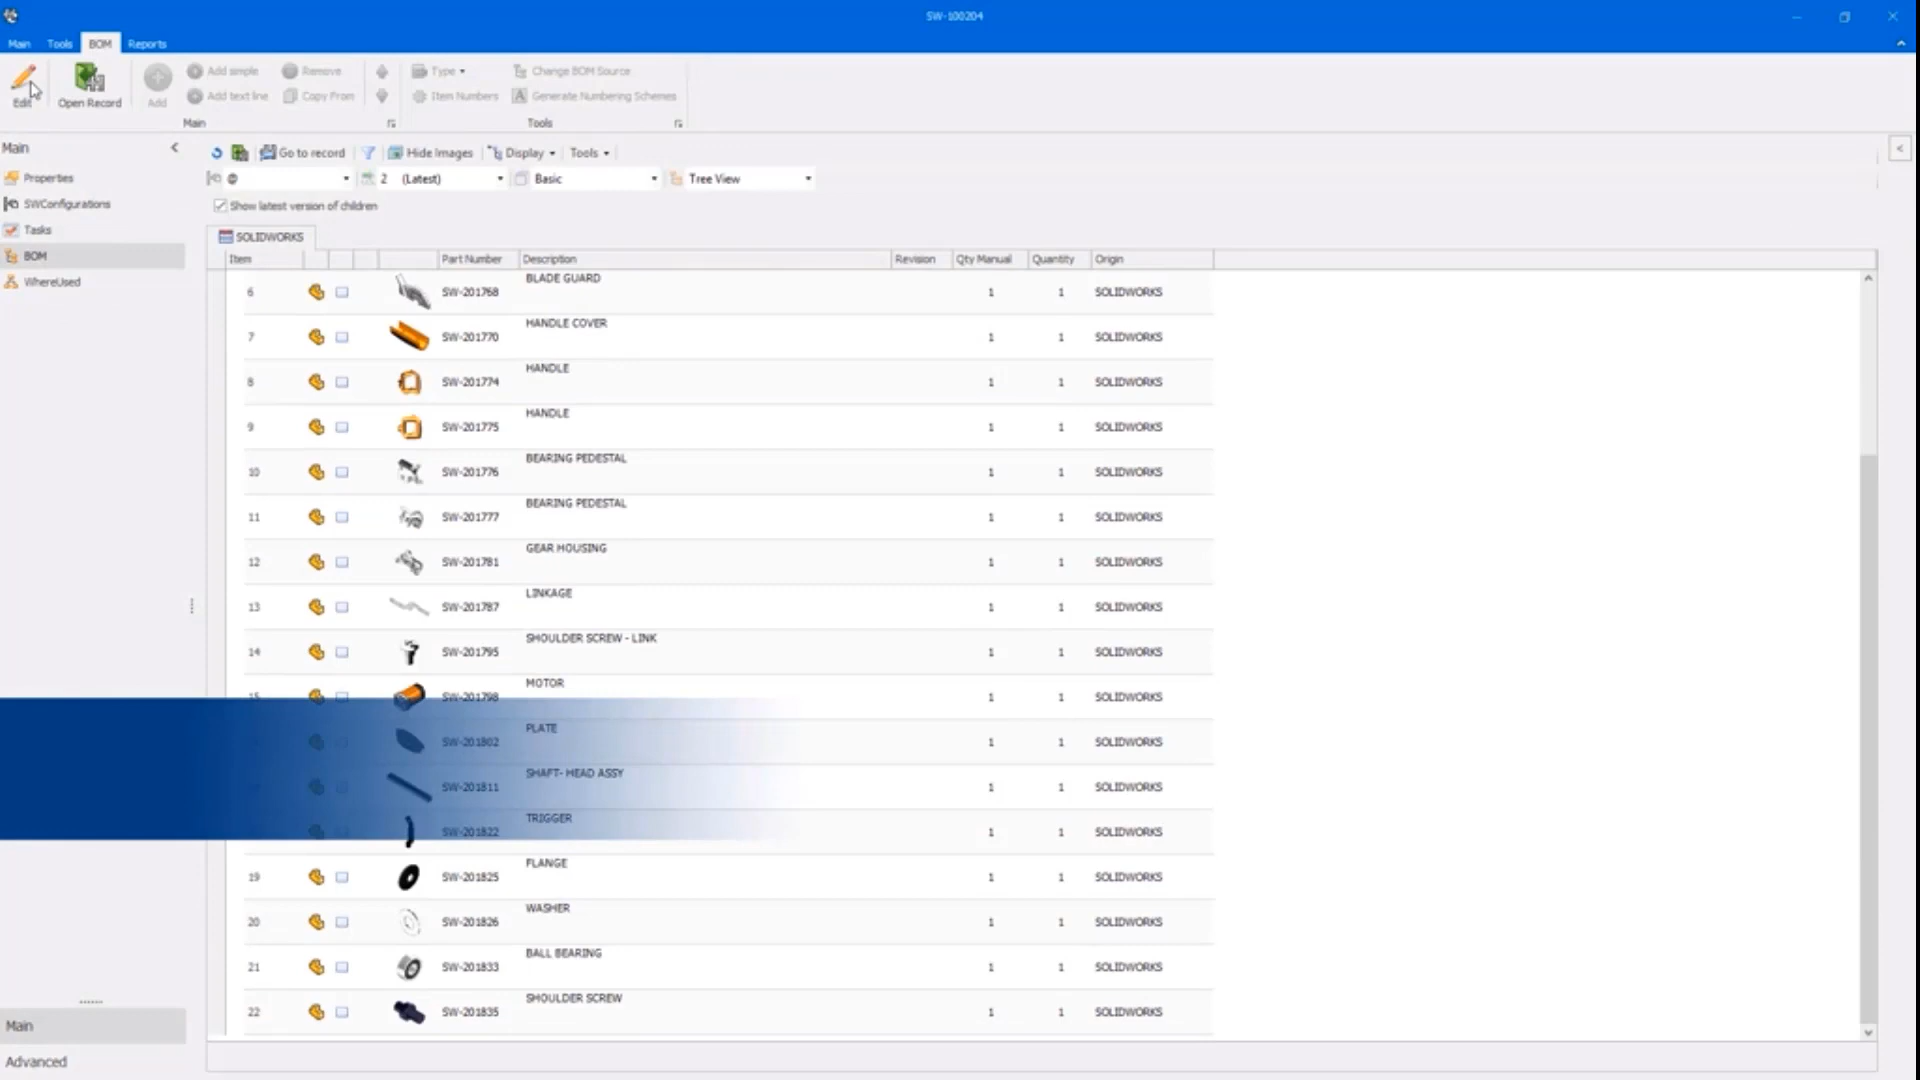 SW-100204
Main Tools BOM Reports
Edit Open Record Add Add simple Add text line Remove Copy From Type Item Numbers Change BOM Source Generate Numbering Schemes
Main Tools
Main
Properties
SWConfigurations
Tasks
BOM
WhereUsed
Main
Advanced
Go to record Hide Images Display Tools
@ 2 (Latest) Basic Tree View
Show latest version of children
SOLIDWORKS
Item Part Number Description Revision Qty Manual Quantity Origin
6 SW-201768 BLADE GUARD 1 1 SOLIDWORKS
7 SW-201770 HANDLE COVER 1 1 SOLIDWORKS
8 SW-201774 HANDLE 1 1 SOLIDWORKS
9 SW-201775 HANDLE 1 1 SOLIDWORKS
10 SW-201776 BEARING PEDESTAL 1 1 SOLIDWORKS
11 SW-201777 BEARING PEDESTAL 1 1 SOLIDWORKS
12 SW-201781 GEAR HOUSING 1 1 SOLIDWORKS
13 SW-201787 LINKAGE 1 1 SOLIDWORKS
14 SW-201795 SHOULDER SCREW - LINK 1 1 SOLIDWORKS
15 SW-201798 MOTOR 1 1 SOLIDWORKS
SW-201802 PLATE 1 1 SOLIDWORKS
SW-201811 SHAFT- HEAD ASSY 1 1 SOLIDWORKS
SW-201822 TRIGGER 1 1 SOLIDWORKS
19 SW-201825 FLANGE 1 1 SOLIDWORKS
20 SW-201826 WASHER 1 1 SOLIDWORKS
21 SW-201833 BALL BEARING 1 1 SOLIDWORKS
22 SW-201835 SHOULDER SCREW 1 1 SOLIDWORKS